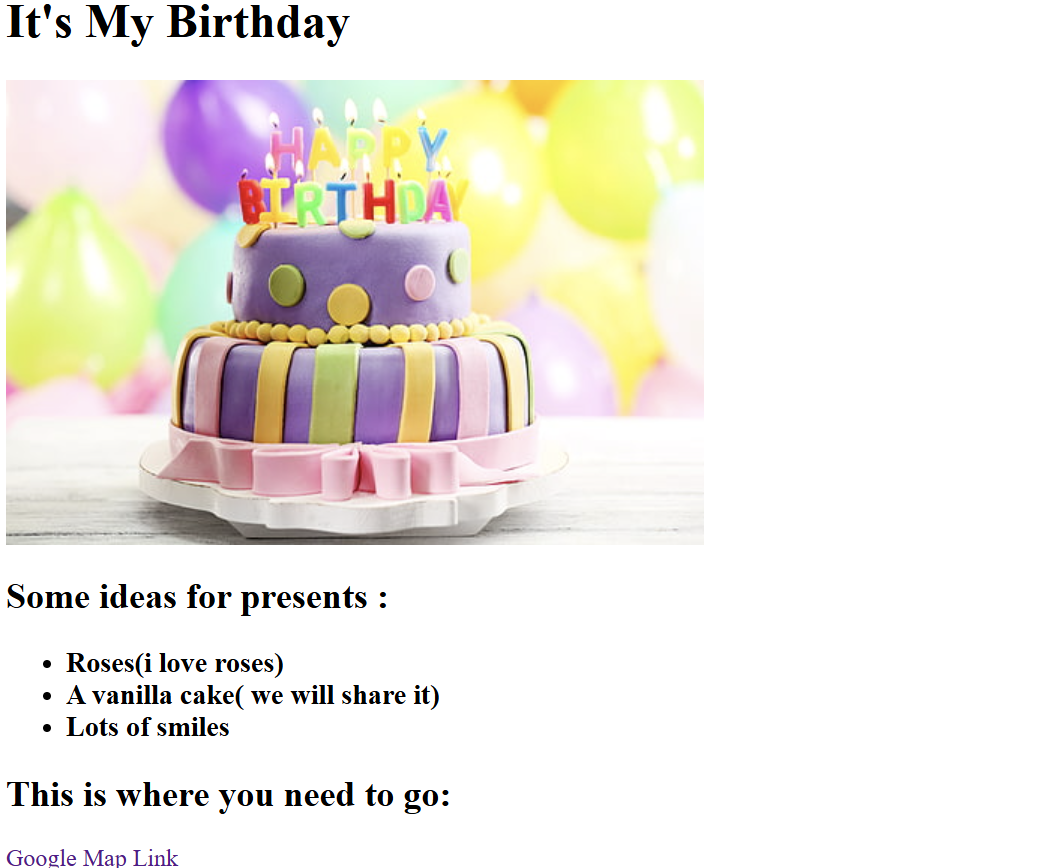 It's My Birthday
HAPPY
BIRTHDAY
Some ideas for presents :
Roses(i love roses)
A vanilla cake( we will share it)
Lots of smiles
This is where you need to go:
Google Map Link